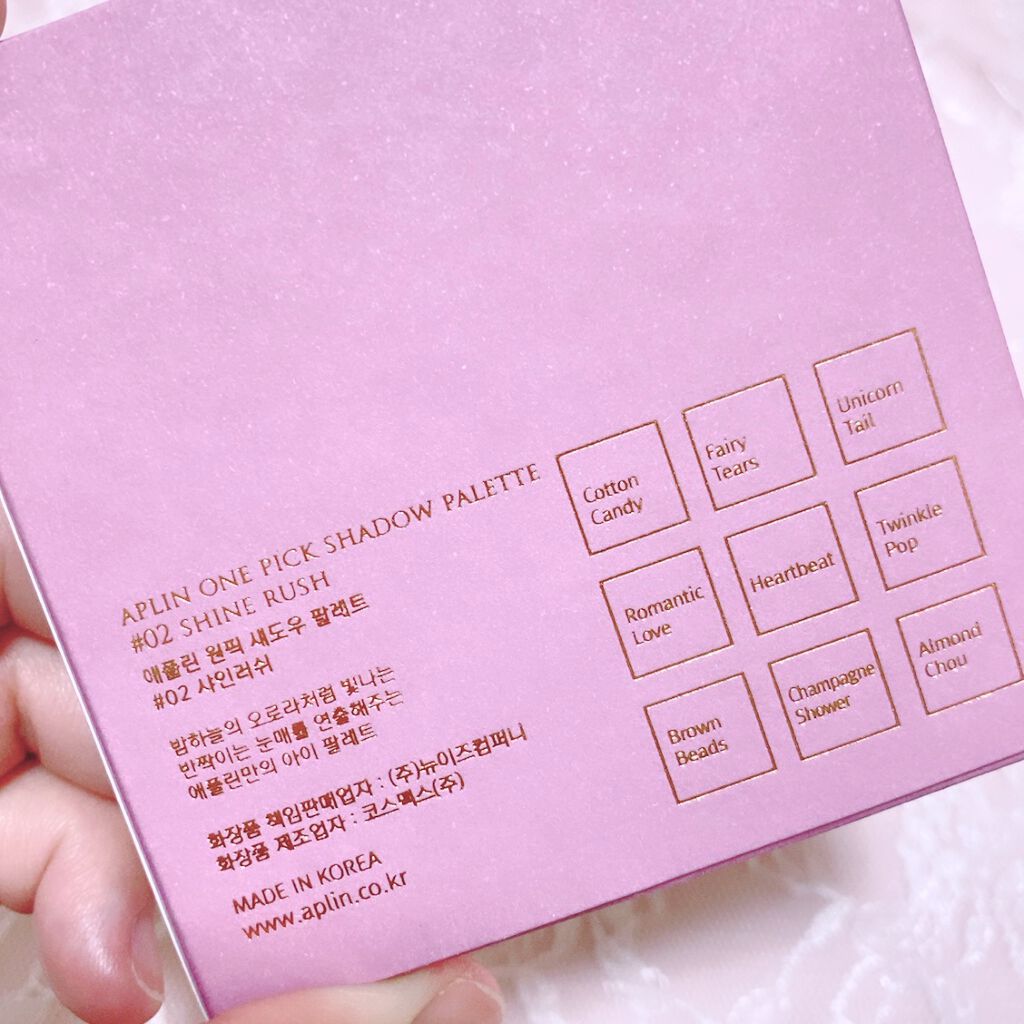 APLIN ONE PICK SHADOW PALETTE
#02 SHINE RUSH
애플린 원픽 섀도우 팔레트
#02 샤인러쉬
밤하늘의 오로라처럼 빛나는
반짝이는 눈매를 연출해주는
애플린만의 아이 팔레트
화장품 책임판매업자 : (주)뉴이즈컴퍼니
화장품 제조업자 : 코스맥스(주)
MADE IN KOREA
www.aplin.co.kr
Cotton
Candy
Fairy
Tears
Unicorn
Tail
Romantic
Love
Heartbeat
Twinkle
Pop
Brown
Beads
Champagne
Shower
Almond
Chou